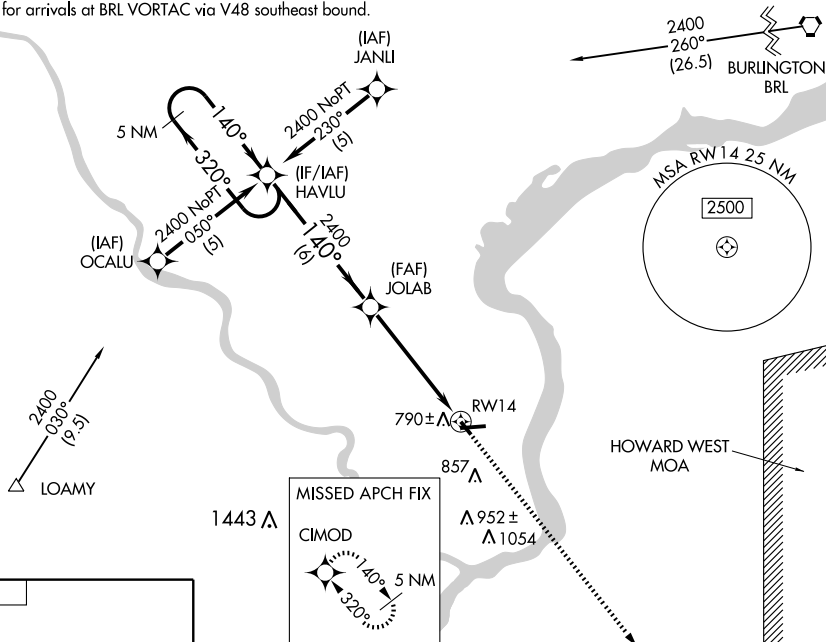 for arrivals at BRL VORTAC via V48 southeast bound.
(IAF)
JANLI
2400
260°
(26.5)
BURLINGTON
BRL
5 NM
140°
320°
2400 NoPT
230°
(5)
(IF/IAF)
HAVLU
MSA RW14 25 NM
2500
2400 NoPT
050°
(5)
(IAF)
OCALU
2400
140°
(6)
(FAF)
JOLAB
2400
030°
(9.5)
LOAMY
790±
RW14
857
HOWARD WEST
MOA
1443
952±
1054
MISSED APCH FIX
CIMOD
140°
5 NM
320°